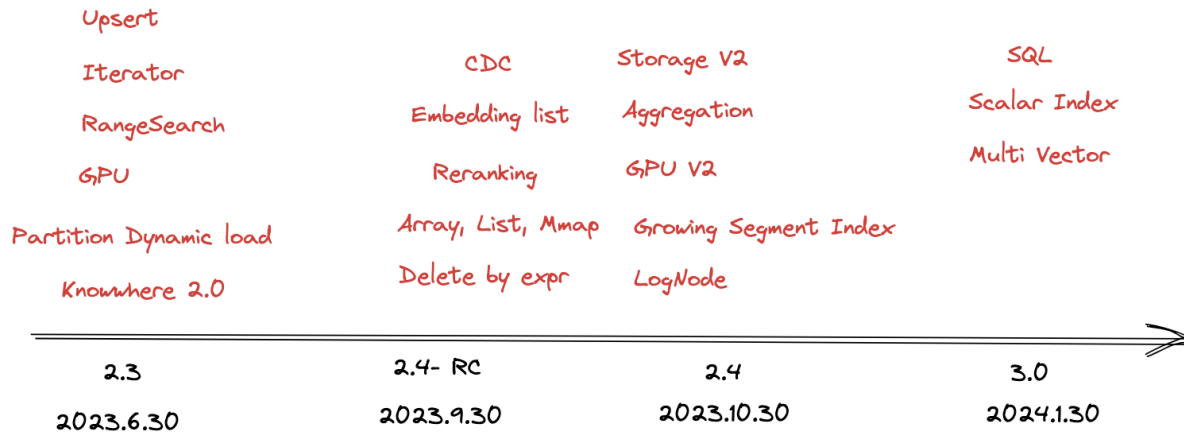 Upsert
Iterator
RangeSearch
GPU
Partition Dynamic load
Knowwhere 2.0
CDC
Embedding list
Reranking
Array, List, Mmap
Delete by expr
Storage V2
Aggregation
GPU V2
Growing Segment Index
LogNode
SQL
Scalar Index
Multi Vector
2.3
2.4- RC
2.4
3.0
2023.6.30
2023.9.30
2023.10.30
2024.1.30